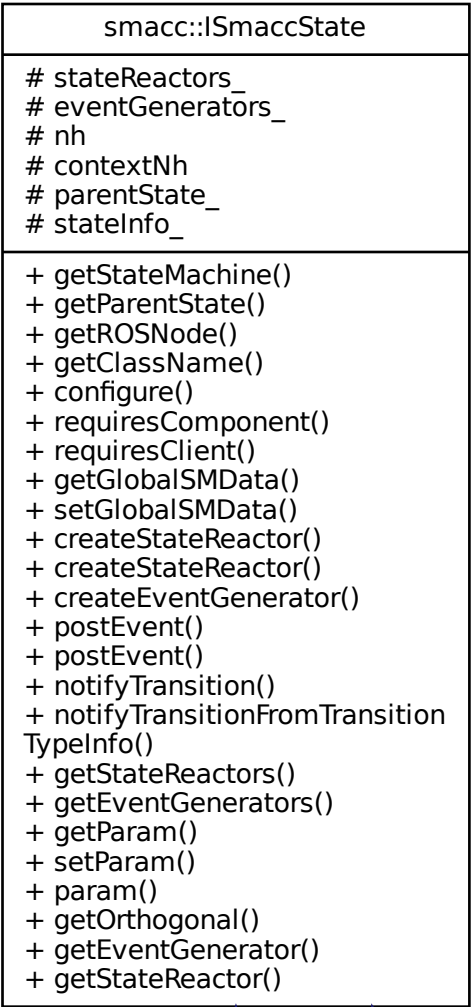 smacc::ISmaccState
# stateReactors_
# eventGenerators_
# nh
# contextNh
# parentState_
# stateInfo_
+ getStateMachine()
+ getParentState()
+ getROSNode()
+ getClassName()
+ configure()
+ requiresComponent()
+ requiresClient()
+ getGlobalSMData()
+ setGlobalSMData()
+ createStateReactor()
+ createStateReactor()
+ createEventGenerator()
+ postEvent()
+ postEvent()
+ notifyTransition()
+ notifyTransitionFromTransition
TypeInfo()
+ getStateReactors()
+ getEventGenerators()
+ getParam()
+ setParam()
+ param()
+ getOrthogonal()
+ getEventGenerator()
+ getStateReactor()